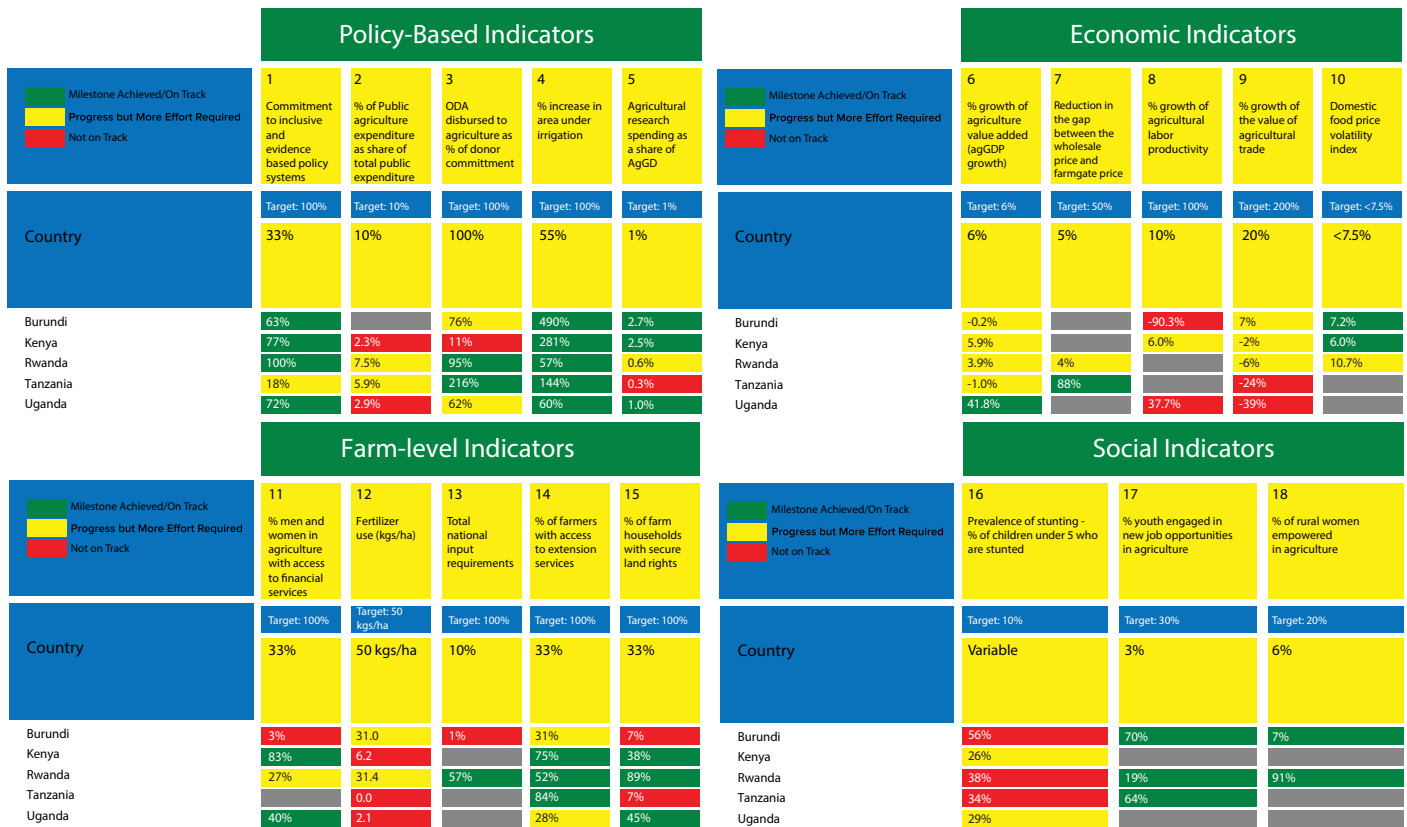 Policy-Based Indicators
Milestone Achieved/On Track
Progress but More Effort Required
Not on Track
1
Commitment
to inclusive
and
evidence
based policy
systems
2
% of Public
agriculture
expenditure
as share of
total public
expenditure
3
ODA
disbursed to
agriculture as
% of donor
committment
4
% increase in
area under
irrigation
5
Agricultural
research
spending as
a share of
AgGD
Target: 100% Target: 10% Target: 100% Target: 100% Target: 1%
Country 33% 10% 100% 55% 1%
Burundi 63% 76% 490% 2.7%
Kenya 77% 2.3% 11% 281% 2.5%
Rwanda 100% 7.5% 95% 57% 0.6%
Tanzania 18% 5.9% 216% 144% 0.3%
Uganda 72% 2.9% 62% 60% 1.0%
Economic Indicators
Milestone Achieved/On Track
Progress but More Effort Required
Not on Track
6
% growth of
agriculture
value added
(agGDP
growth)
7
Reduction in
the gap
between the
wholesale
price and
farmgate price
8
% growth of
agricultural
labor
productivity
9
% growth of
the value of
agricultural
trade
10
Domestic
food price
volatility
index
Target: 6% Target: 50% Target: 100% Target: 200% Target: <7.5%
Country 6% 5% 10% 20% <7.5%
Burundi -0.2% -90.3% 7% 7.2%
Kenya 5.9% 6.0% -2% 6.0%
Rwanda 3.9% 4% -6% 10.7%
Tanzania -1.0% 88% -24%
Uganda 41.8% 37.7% -39%
Farm-level Indicators
Milestone Achieved/On Track
Progress but More Effort Required
Not on Track
11
% men and
women in
agriculture
with access
to financial
services
12
Fertilizer
use (kgs/ha)
13
Total
national
input
requirements
14
% of farmers
with access
to extension
services
15
% of farm
households
with secure
land rights
Target: 100% Target: 50 kgs/ha Target: 100% Target: 100% Target: 100%
Country 33% 50 kgs/ha 10% 33% 33%
Burundi 3% 31.0 1% 31% 7%
Kenya 83% 6.2 75% 38%
Rwanda 27% 31.4 57% 52% 89%
Tanzania 0.0 84% 7%
Uganda 40% 2.1 28% 45%
Social Indicators
Milestone Achieved/On Track
Progress but More Effort Required
Not on Track
16
Prevalence of stunting -
% of children under 5 who
are stunted
17
% youth engaged in
new job opportunities
in agriculture
18
% of rural women
empowered
in agriculture
Target: 10% Target: 30% Target: 20%
Country Variable 3% 6%
Burundi 56% 70% 7%
Kenya 26%
Rwanda 38% 19% 91%
Tanzania 34% 64%
Uganda 29%